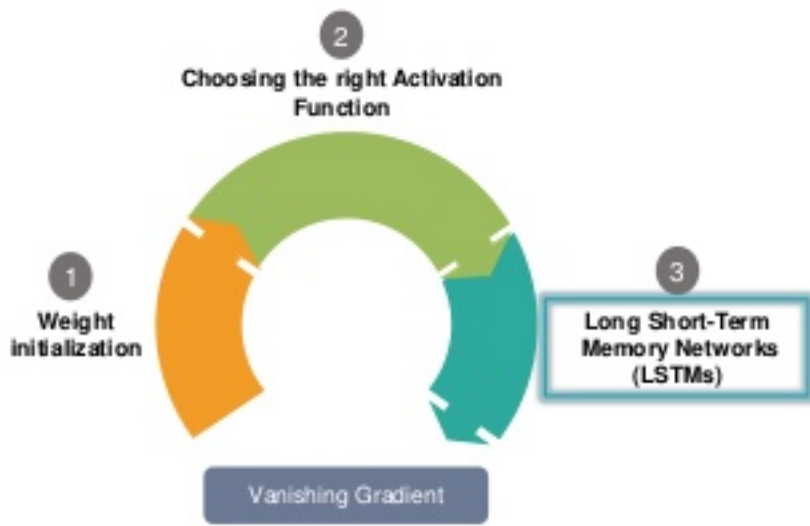 2
Choosing the right Activation
Function
1
Weight
initialization
3
Long Short-Term
Memory Networks
(LSTMs)
Vanishing Gradient